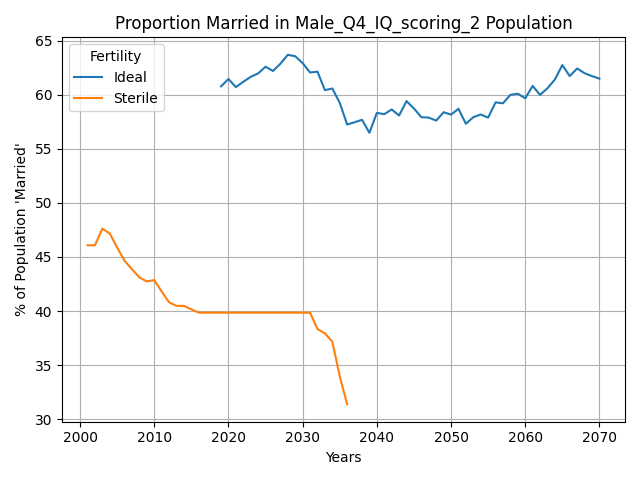 Proportion Married in Male_Q4_IQ_scoring_2 Population
Fertility
Ideal
Sterile
% of Population 'Married'
65
60
55
50
45
40
35
30
2000 2010 2020 2030 2040 2050 2060 2070
Years